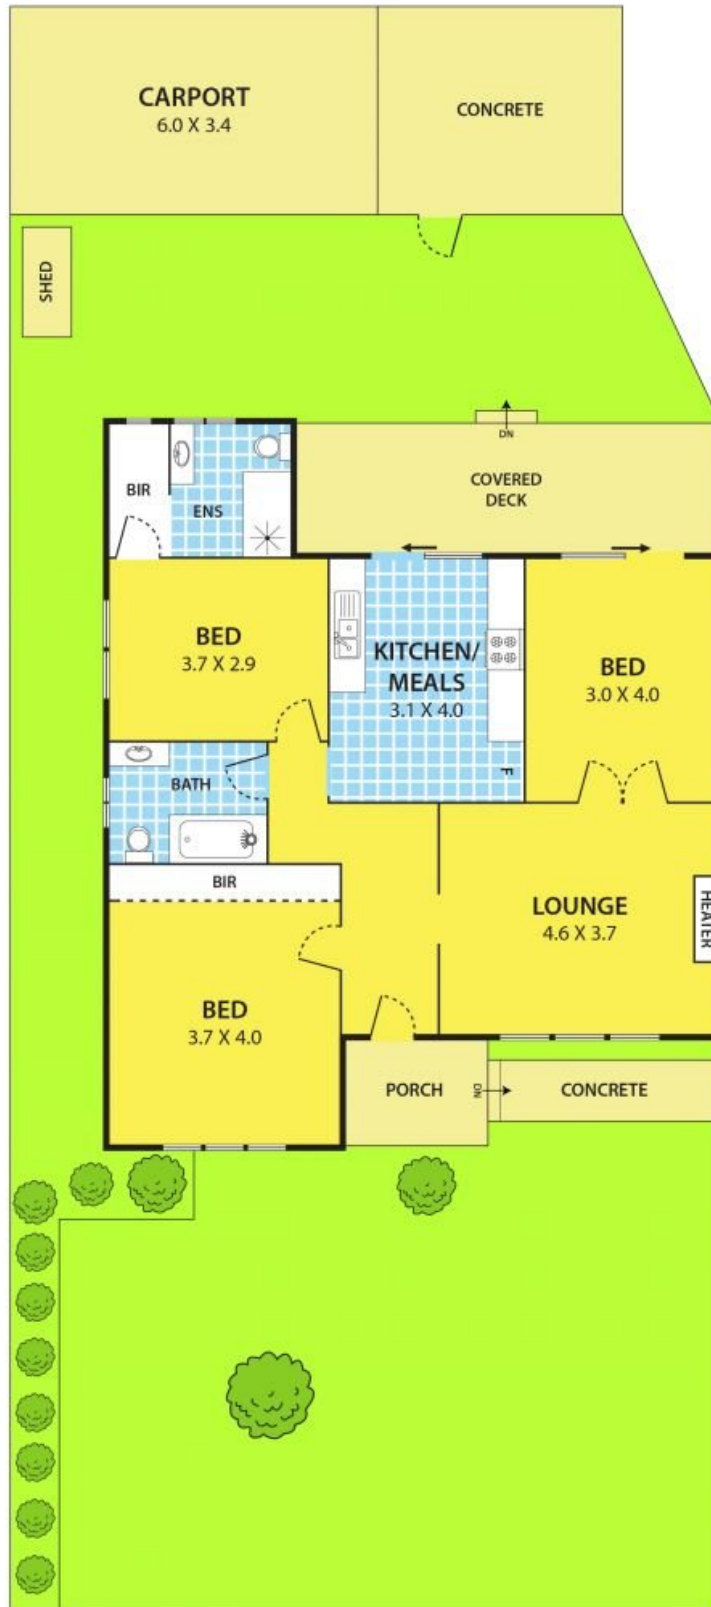 CARPORT
6.0 X 3.4
CONCRETE
SHED
DN
BIR
ENS
COVERED
DECK
BED
3.7 X 2.9
KITCHEN/
MEALS
3.1 X 4.0
BED
3.0 X 4.0
F
BATH
BIR
LOUNGE
4.6 X 3.7
HEATER
BED
3.7 X 4.0
PORCH
DN
CONCRETE